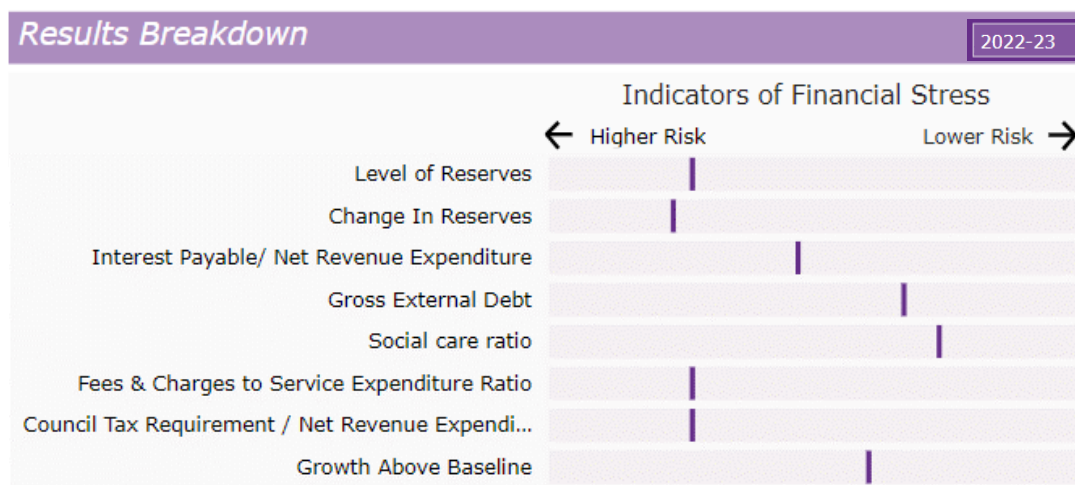 Results Breakdown
2022-23
Indicators of Financial Stress
Higher Risk
Lower Risk
Level of Reserves
Change In Reserves
Interest Payable/ Net Revenue Expenditure
Gross External Debt
Social care ratio
Fees & Charges to Service Expenditure Ratio
Council Tax Requirement / Net Revenue Expendi...
Growth Above Baseline